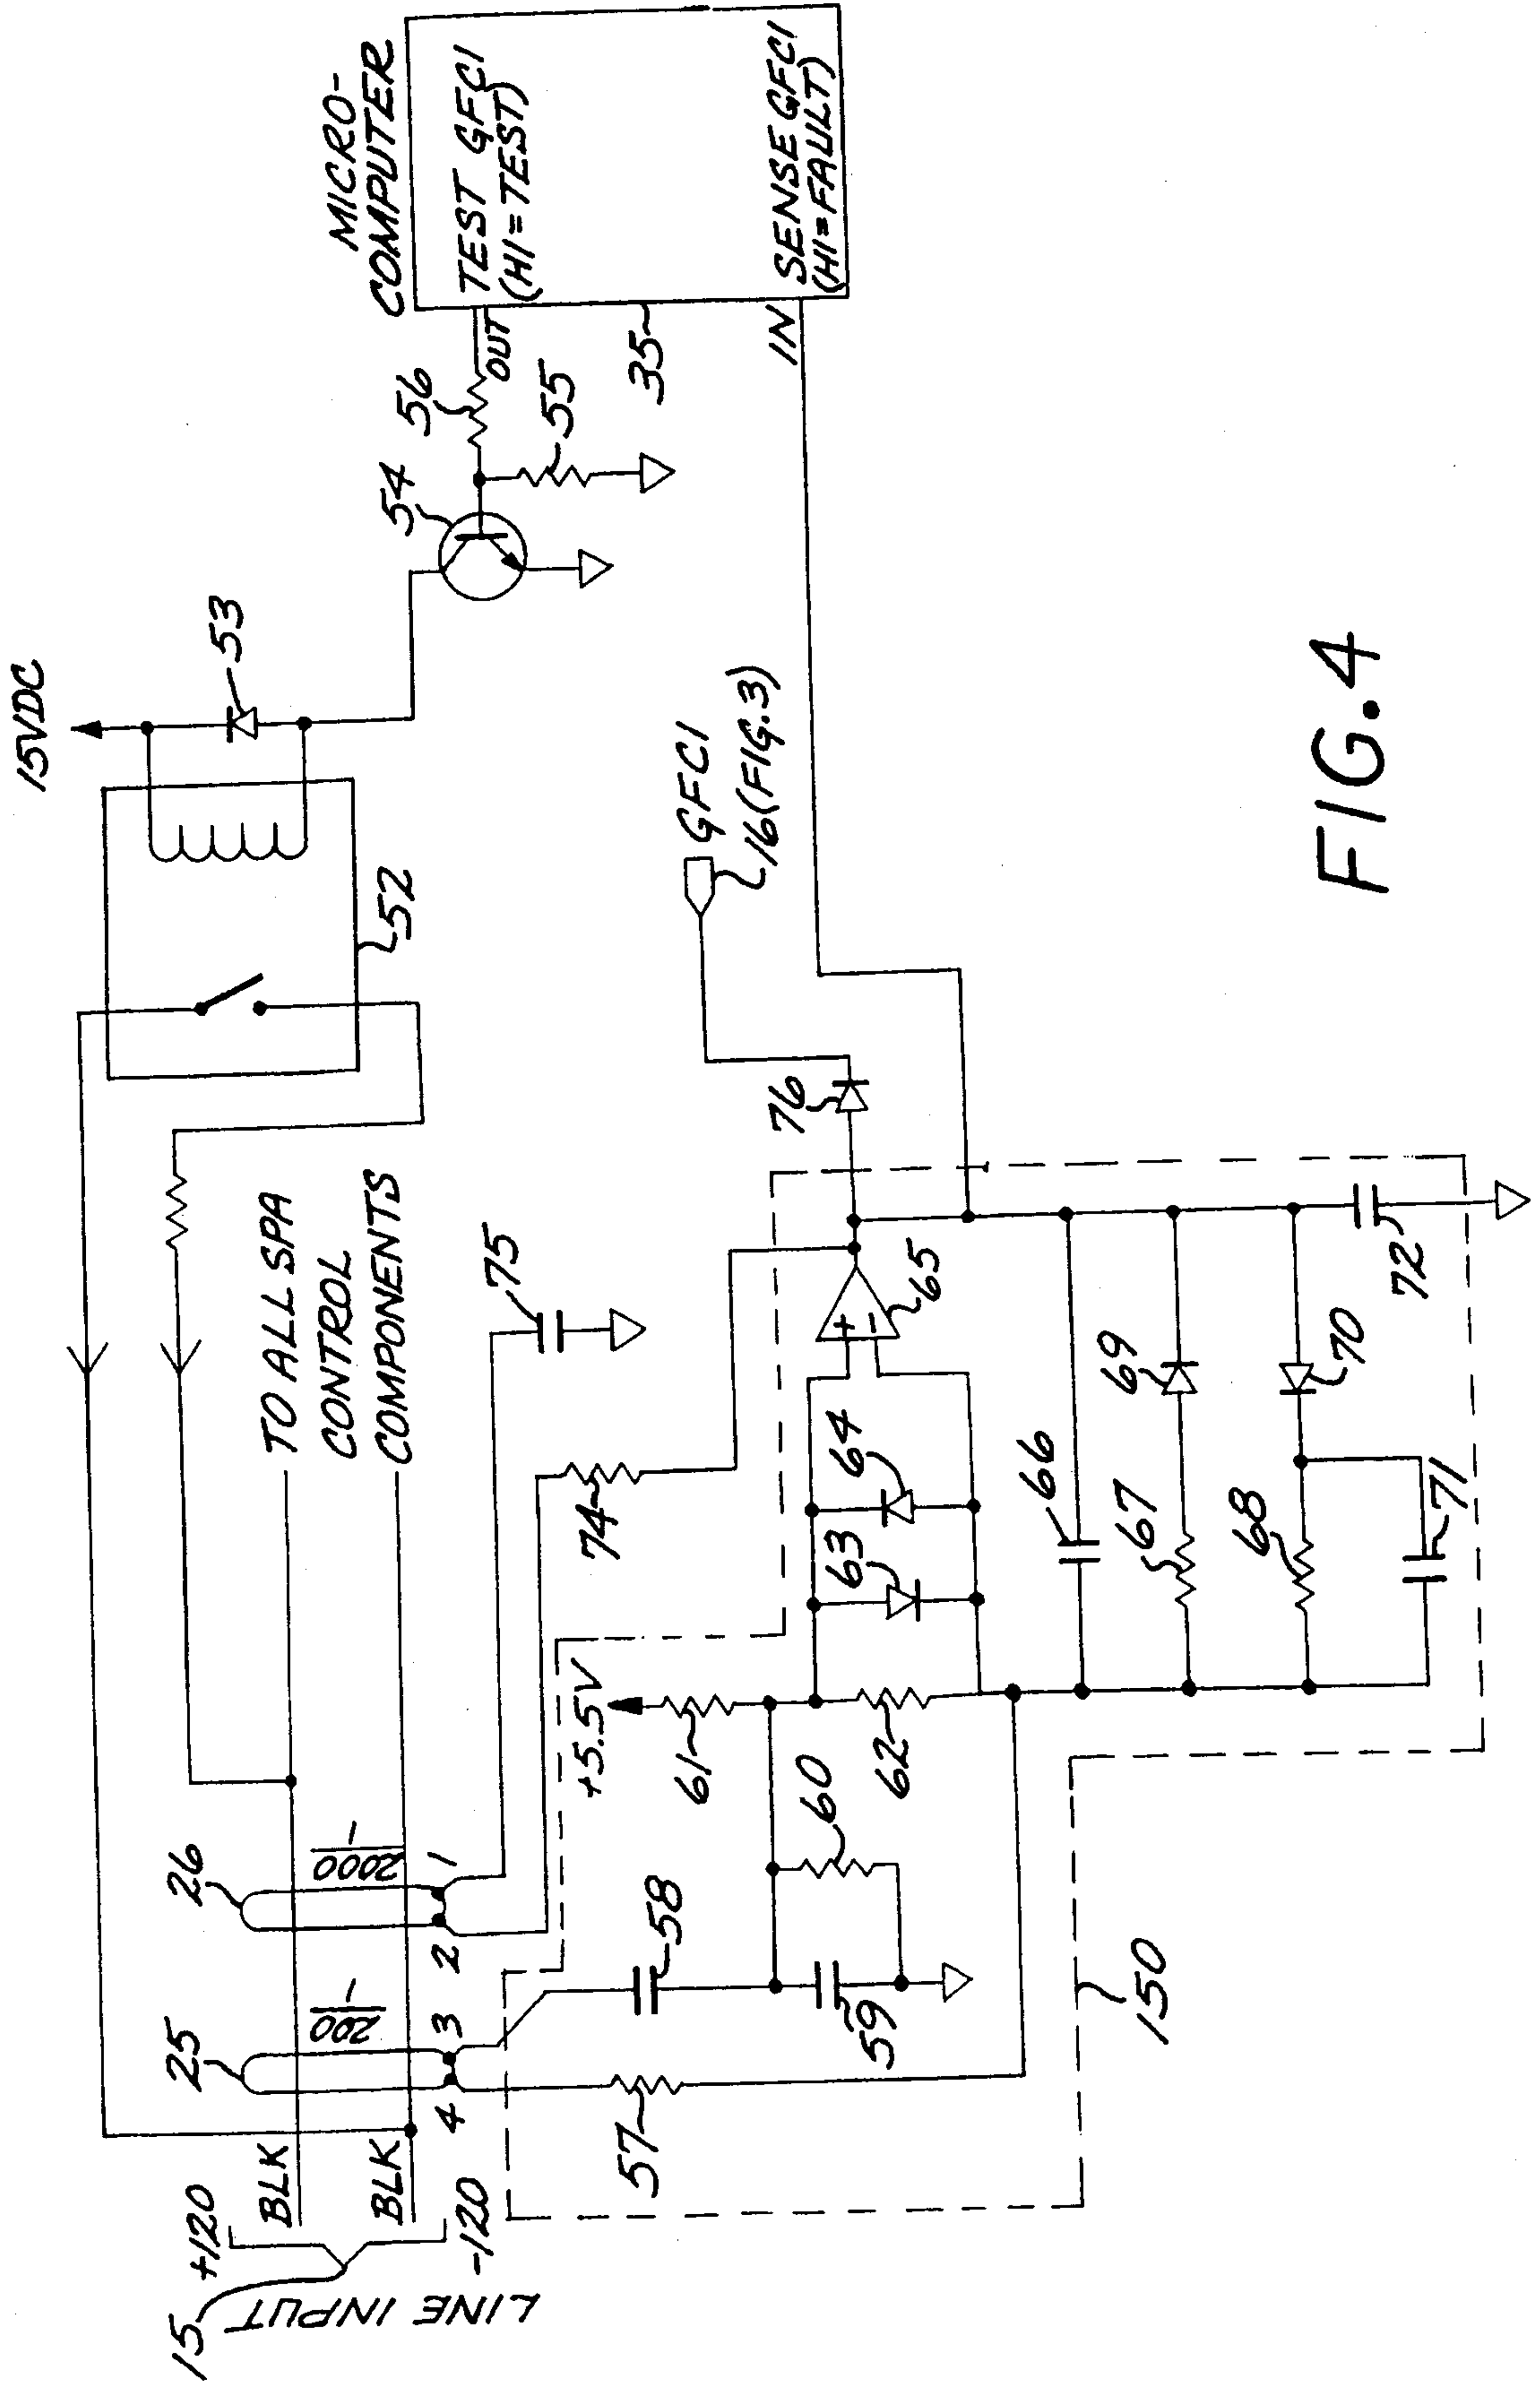 15VDC
MICRO-
COMPUTER
TEST GFCI
(HI=TEST)
OUT
SENSE GFCI
(HI=FAULT)
IN
35
56
55
54
53
52
GFCI
16(FIG.3)
TO ALL SPA
CONTROL
COMPONENTS
75
76
74
65
64
63
66
67
68
69
70
71
72
+5.5V
61
62
60
58
59
57
150
26
2000
1
1
2
25
200
1
3
4
BLK
BLK
+120
-120
15
LINE INPUT
FIG.4